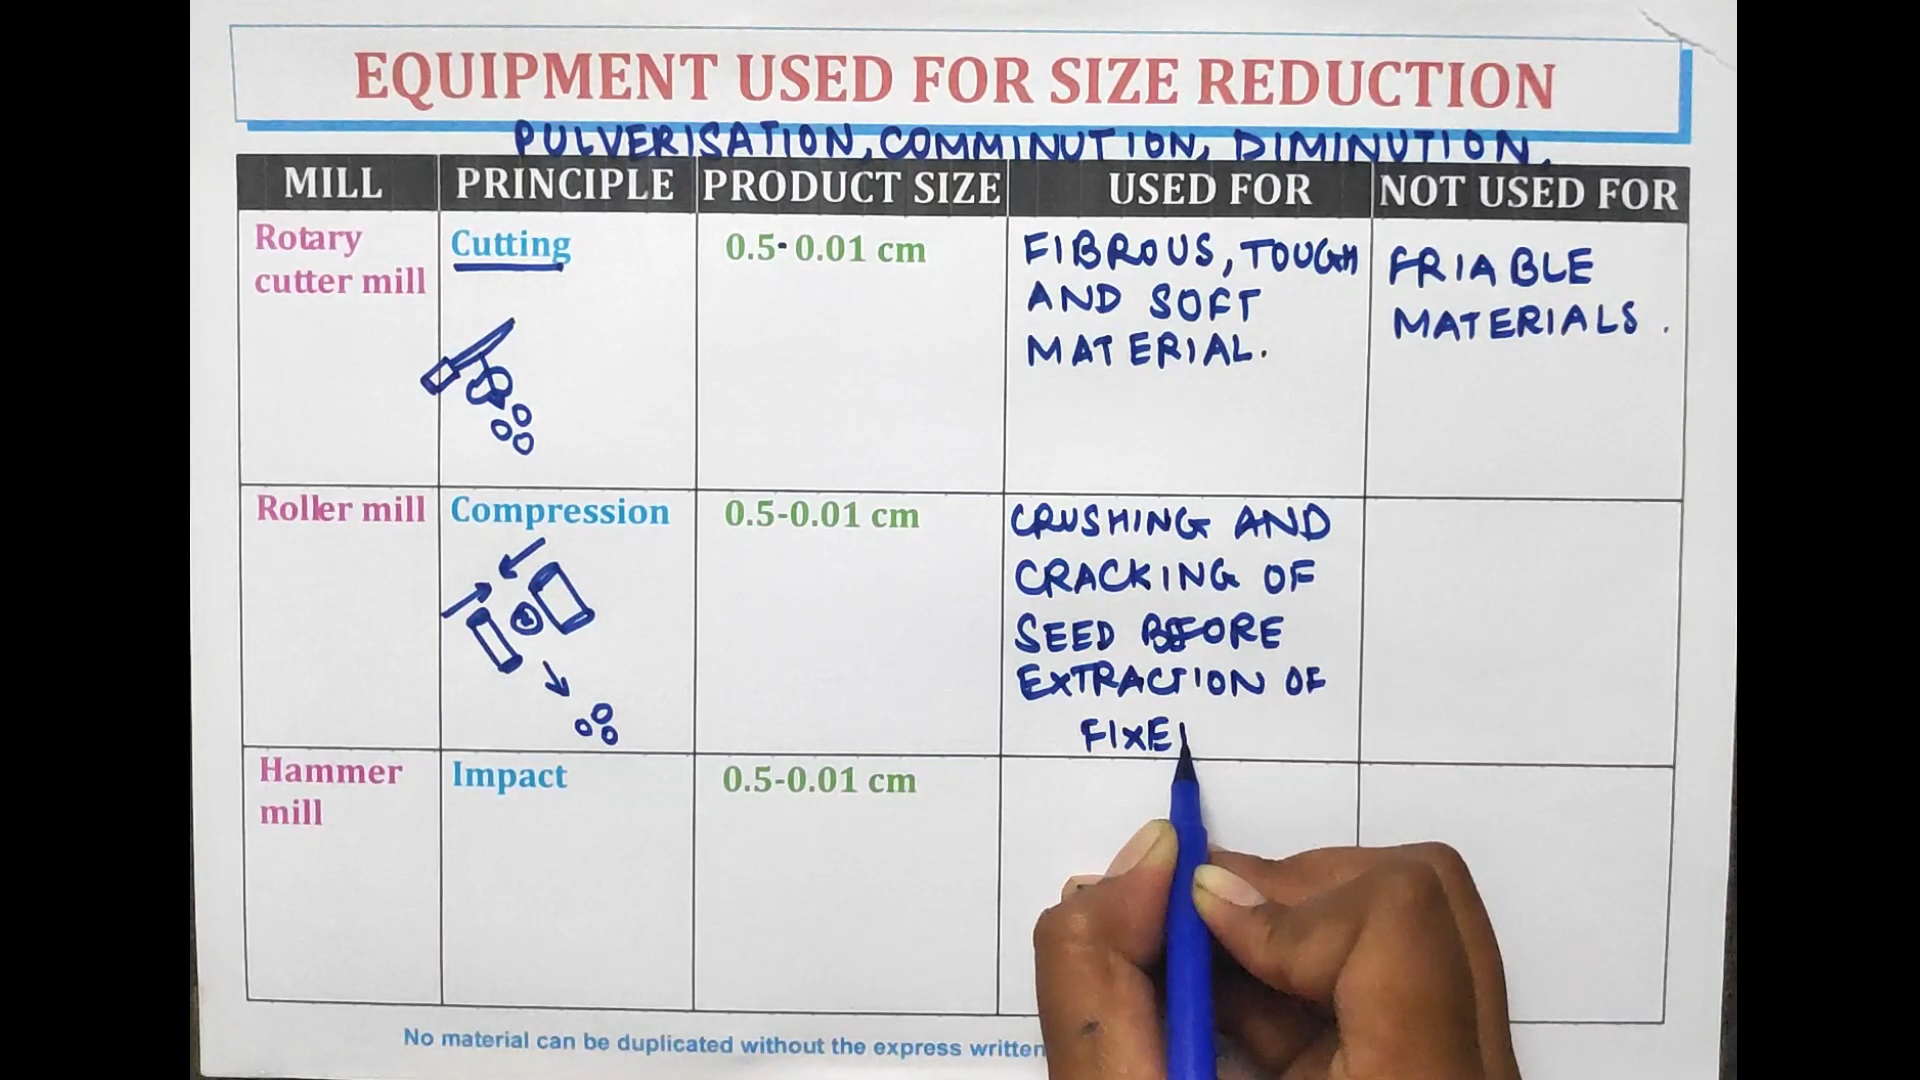 EQUIPMENT USED FOR SIZE REDUCTION
PULVERISATION, COMMINUTION, DIMINUTION.
MILL PRINCIPLE PRODUCT SIZE USED FOR NOT USED FOR
Rotary
cutter mill
Cutting
0.5-0.01 cm
FIBROUS, TOUGH
AND SOFT
MATERIAL.
FRIABLE
MATERIALS.
Roller mill
Compression
0.5-0.01 cm
CRUSHING AND
CRACKING OF
SEED BEFORE
EXTRACTION OF
FIXE
Hammer
mill
Impact
0.5-0.01 cm
No material can be duplicated without the express written